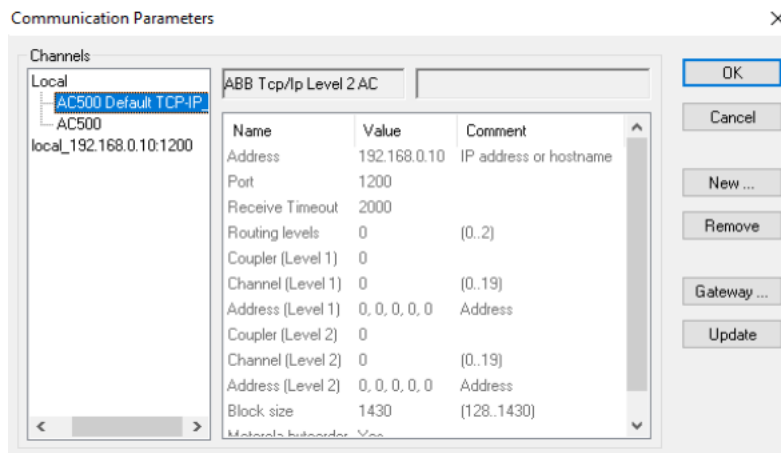 Communication Parameters
Channels
Local
AC500 Default TCP-IP_
AC500
local_192.168.0.10:1200
ABB Tcp/Ip Level 2 AC
Name Value Comment
Address 192.168.0.10 IP address or hostname
Port 1200
Receive Timeout 2000
Routing levels 0 (0..2)
Coupler (Level 1) 0
Channel (Level 1) 0 (0..19)
Address (Level 1) 0, 0, 0, 0, 0 Address
Coupler (Level 2) 0
Channel (Level 2) 0 (0..19)
Address (Level 2) 0, 0, 0, 0, 0 Address
Block size 1430 (128..1430)
Motorola byteorder Yes
OK
Cancel
New ...
Remove
Gateway ...
Update